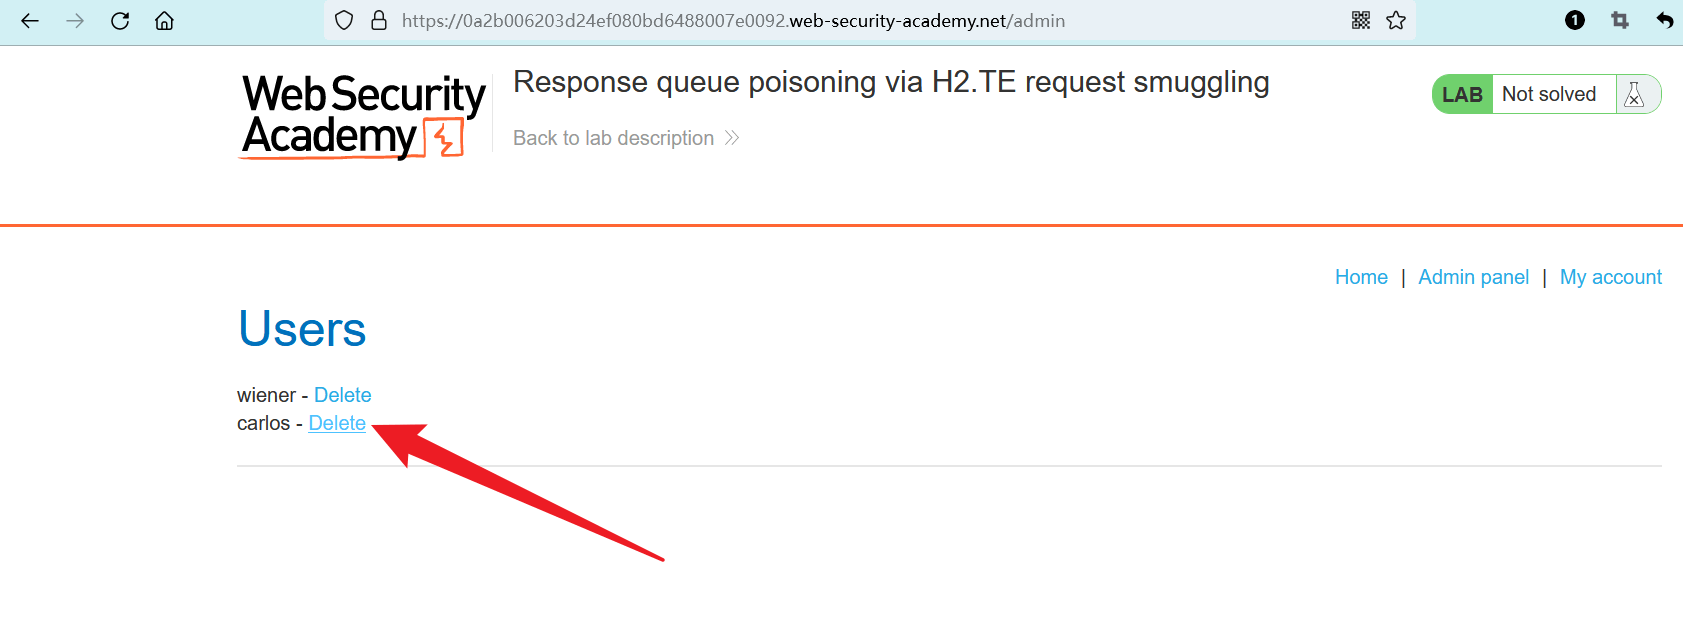 https://0a2b006203d24ef080bd6488007e0092.web-security-academy.net/admin
1
Web Security
Academy
Response queue poisoning via H2.TE request smuggling
Back to lab description
LAB Not solved
Home | Admin panel | My account
Users
wiener - Delete
carlos - Delete